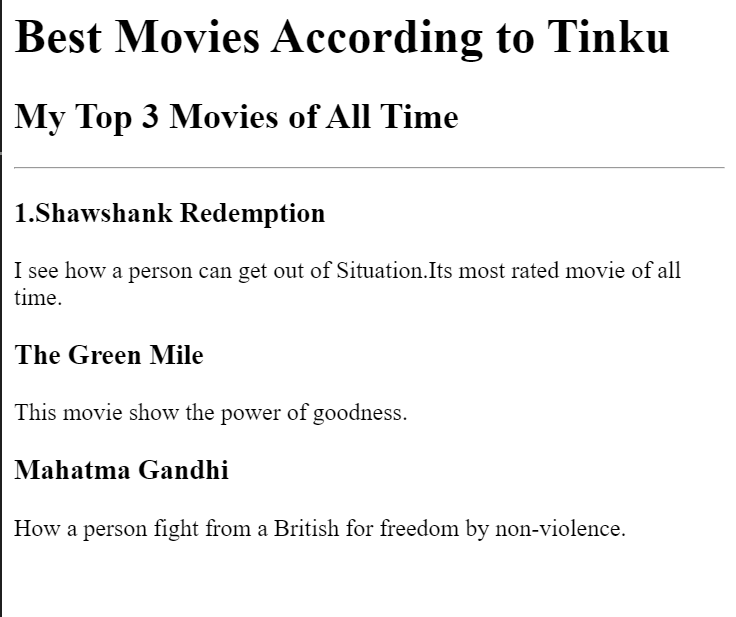 Best Movies According to Tinku
My Top 3 Movies of All Time
1.Shawshank Redemption
I see how a person can get out of Situation.Its most rated movie of all
time.
The Green Mile
This movie show the power of goodness.
Mahatma Gandhi
How a person fight from a British for freedom by non-violence.